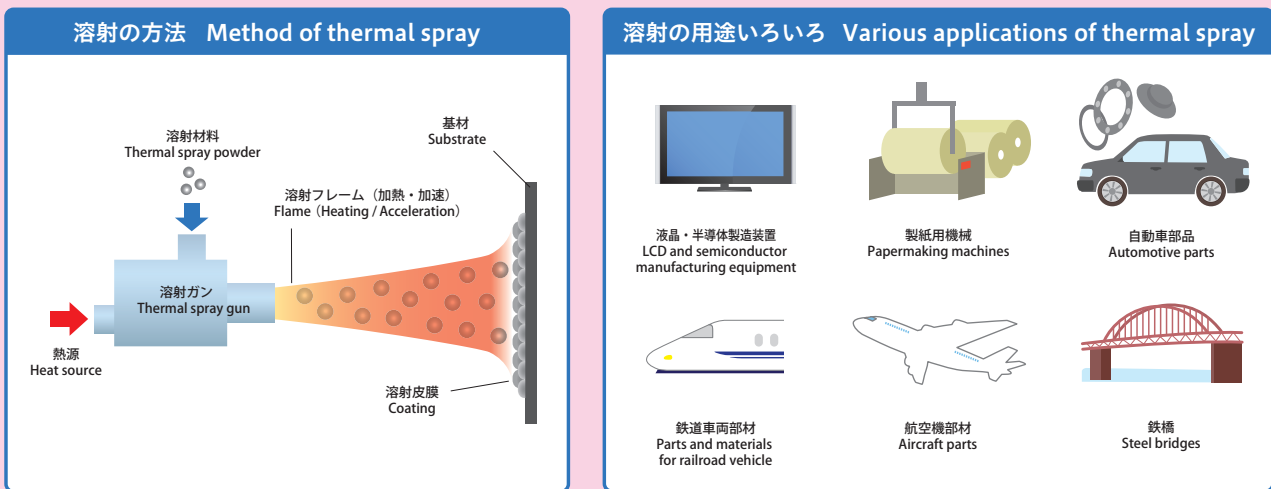 溶射の方法 Method of thermal spray
溶射材料
Thermal spray powder
基材
Substrate
溶射フレーム（加熱・加速）
Flame（Heating / Acceleration）
溶射ガン
Thermal spray gun
熱源
Heat source
溶射皮膜
Coating
溶射の用途いろいろ Various applications of thermal spray
液晶・半導体製造装置
LCD and semiconductor
manufacturing equipment
製紙用機械
Papermaking machines
自動車部品
Automotive parts
鉄道車両部材
Parts and materials
for railroad vehicle
航空機部材
Aircraft parts
鉄橋
Steel bridges